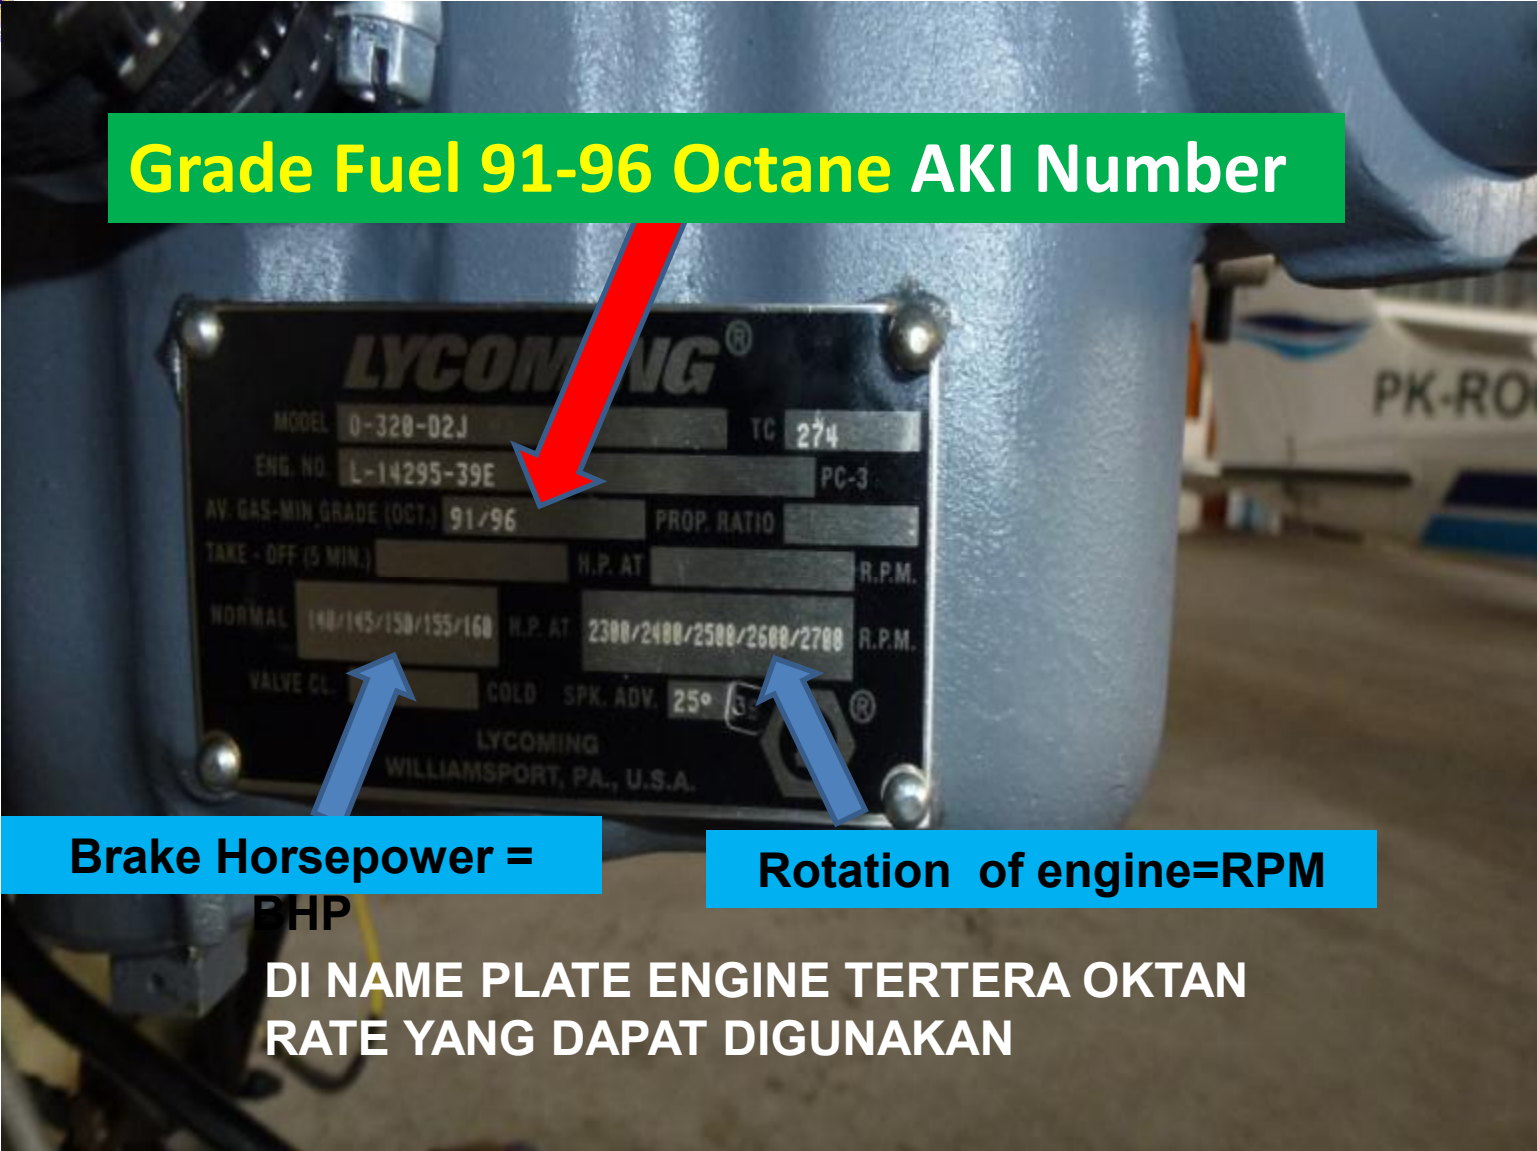 Grade Fuel 91-96 Octane AKI Number
LYCOMING®
MODEL O-320-D2J TC 274
ENG. NO. L-14295-39E PC-3
AV. GAS-MIN. GRADE (OCT.) 91/96 PROP. RATIO
TAKE-OFF (5 MIN.) H.P. AT R.P.M.
NORMAL 140/145/150/155/160 H.P. AT 2300/2400/2500/2600/2700 R.P.M.
VALVE CL. COLD SPK. ADV. 25° ®
LYCOMING
WILLIAMSPORT, PA., U.S.A.
PK-RO
Brake Horsepower =
BHP
Rotation of engine=RPM
DI NAME PLATE ENGINE TERTERA OKTAN
RATE YANG DAPAT DIGUNAKAN